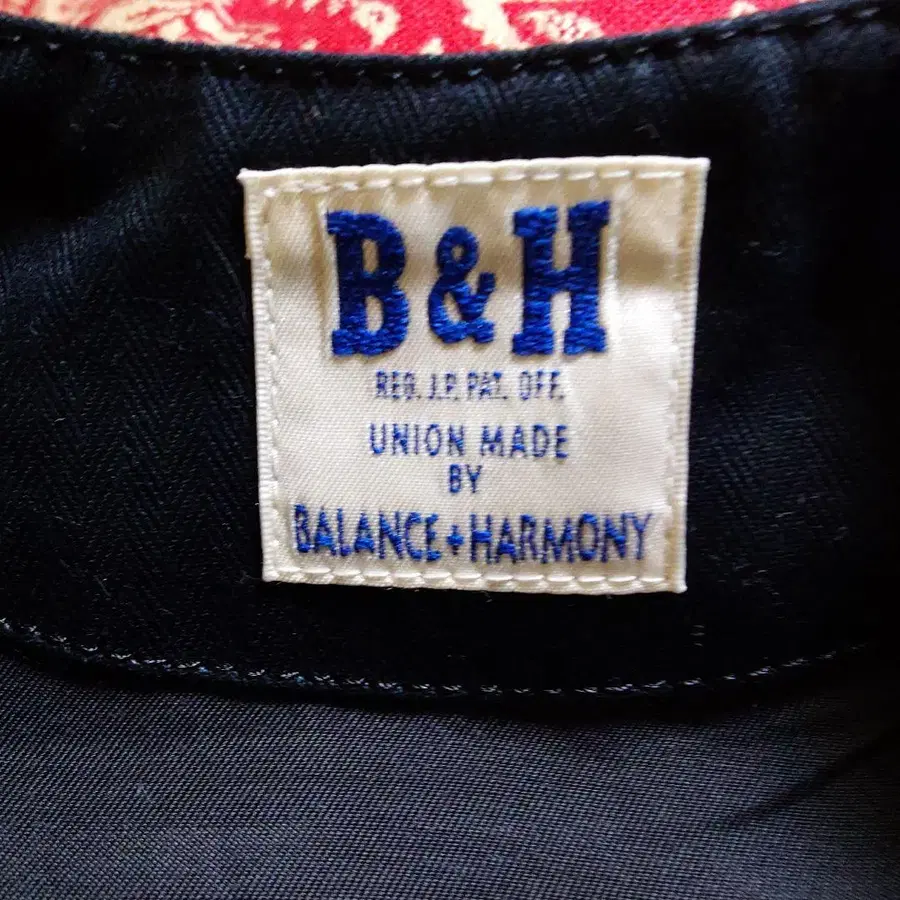 B&H
REG. J.P. PAT. OFF.
UNION MADE
BY
BALANCE+HARMONY